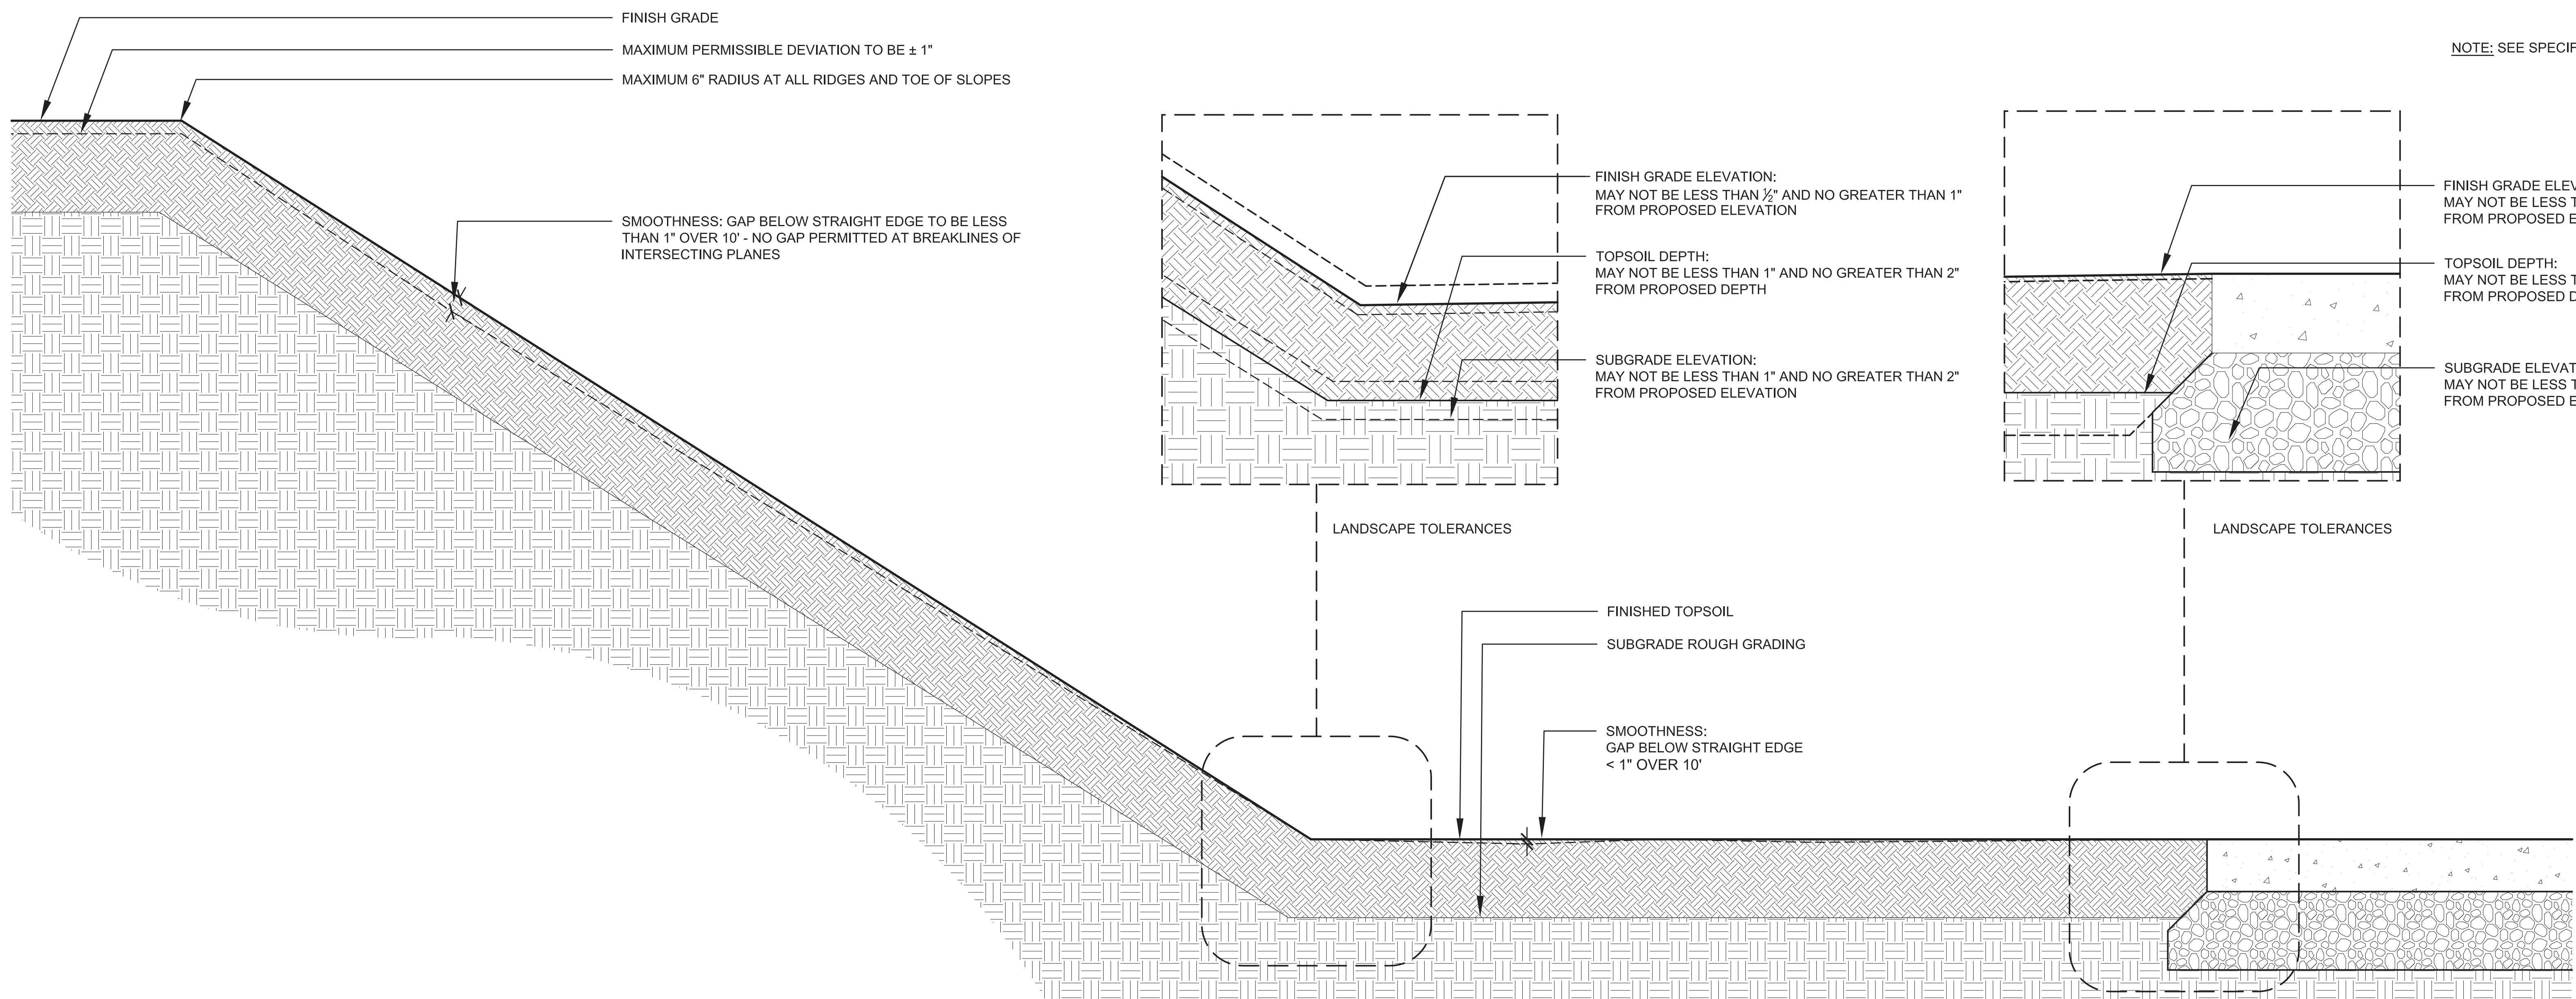 FINISH GRADE
MAXIMUM PERMISSIBLE DEVIATION TO BE ± 1"
MAXIMUM 6" RADIUS AT ALL RIDGES AND TOE OF SLOPES
SMOOTHNESS: GAP BELOW STRAIGHT EDGE TO BE LESS
THAN 1" OVER 10' - NO GAP PERMITTED AT BREAKLINES OF
INTERSECTING PLANES
FINISH GRADE ELEVATION:
MAY NOT BE LESS THAN ½" AND NO GREATER THAN 1"
FROM PROPOSED ELEVATION
TOPSOIL DEPTH:
MAY NOT BE LESS THAN 1" AND NO GREATER THAN 2"
FROM PROPOSED DEPTH
SUBGRADE ELEVATION:
MAY NOT BE LESS THAN 1" AND NO GREATER THAN 2"
FROM PROPOSED ELEVATION
LANDSCAPE TOLERANCES
FINISHED TOPSOIL
SUBGRADE ROUGH GRADING
SMOOTHNESS:
GAP BELOW STRAIGHT EDGE
< 1" OVER 10'
NOTE: SEE
FINISH GRADE
MAY NOT BE LESS
FROM PROPOSED
TOPSOIL DEPTH:
MAY NOT BE LESS
FROM PROPOSED
SUBGRADE
MAY NOT BE LESS
FROM PROPOSED
LANDSCAPE TOLERANCES